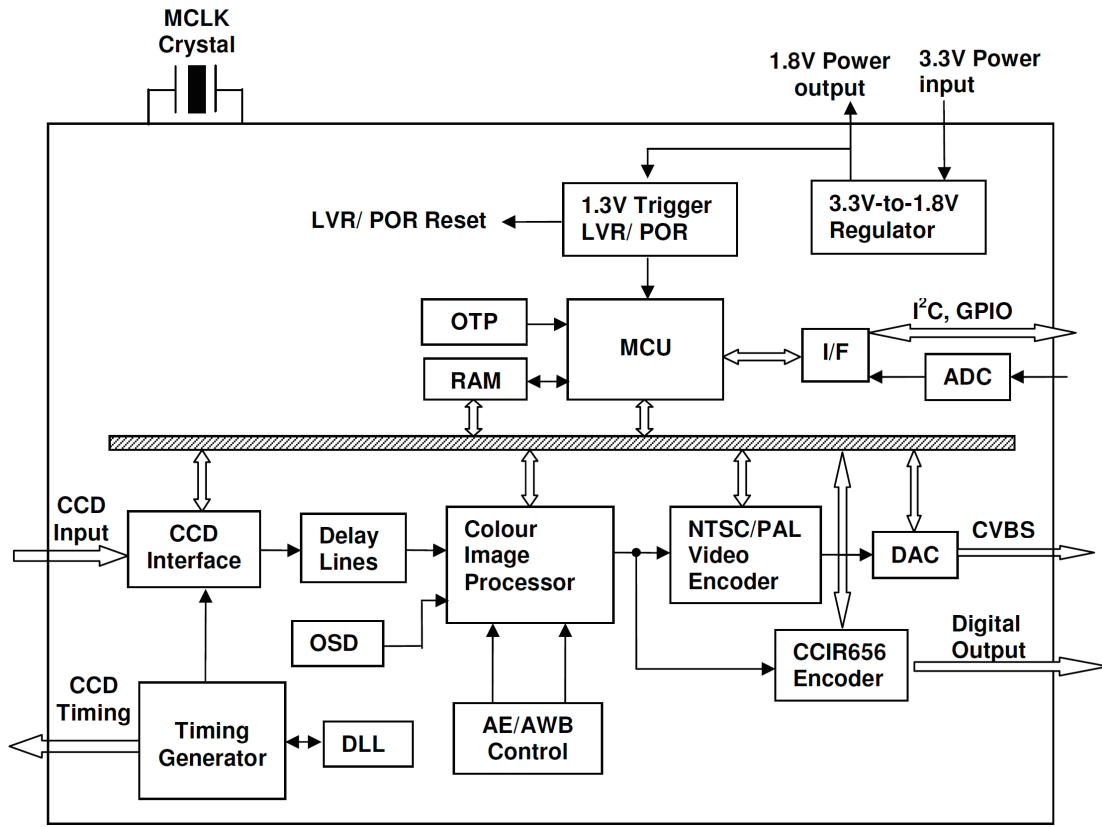 MCLK
Crystal
1.8V Power
output
3.3V Power
input
LVR/ POR Reset
1.3V Trigger
LVR/ POR
3.3V-to-1.8V
Regulator
OTP
MCU
I/F
I²C, GPIO
RAM
ADC
CCD
Input
CCD
Interface
Delay
Lines
Colour
Image
Processor
NTSC/PAL
Video
Encoder
DAC
CVBS
OSD
CCIR656
Encoder
Digital
Output
CCD
Timing
Timing
Generator
DLL
AE/AWB
Control